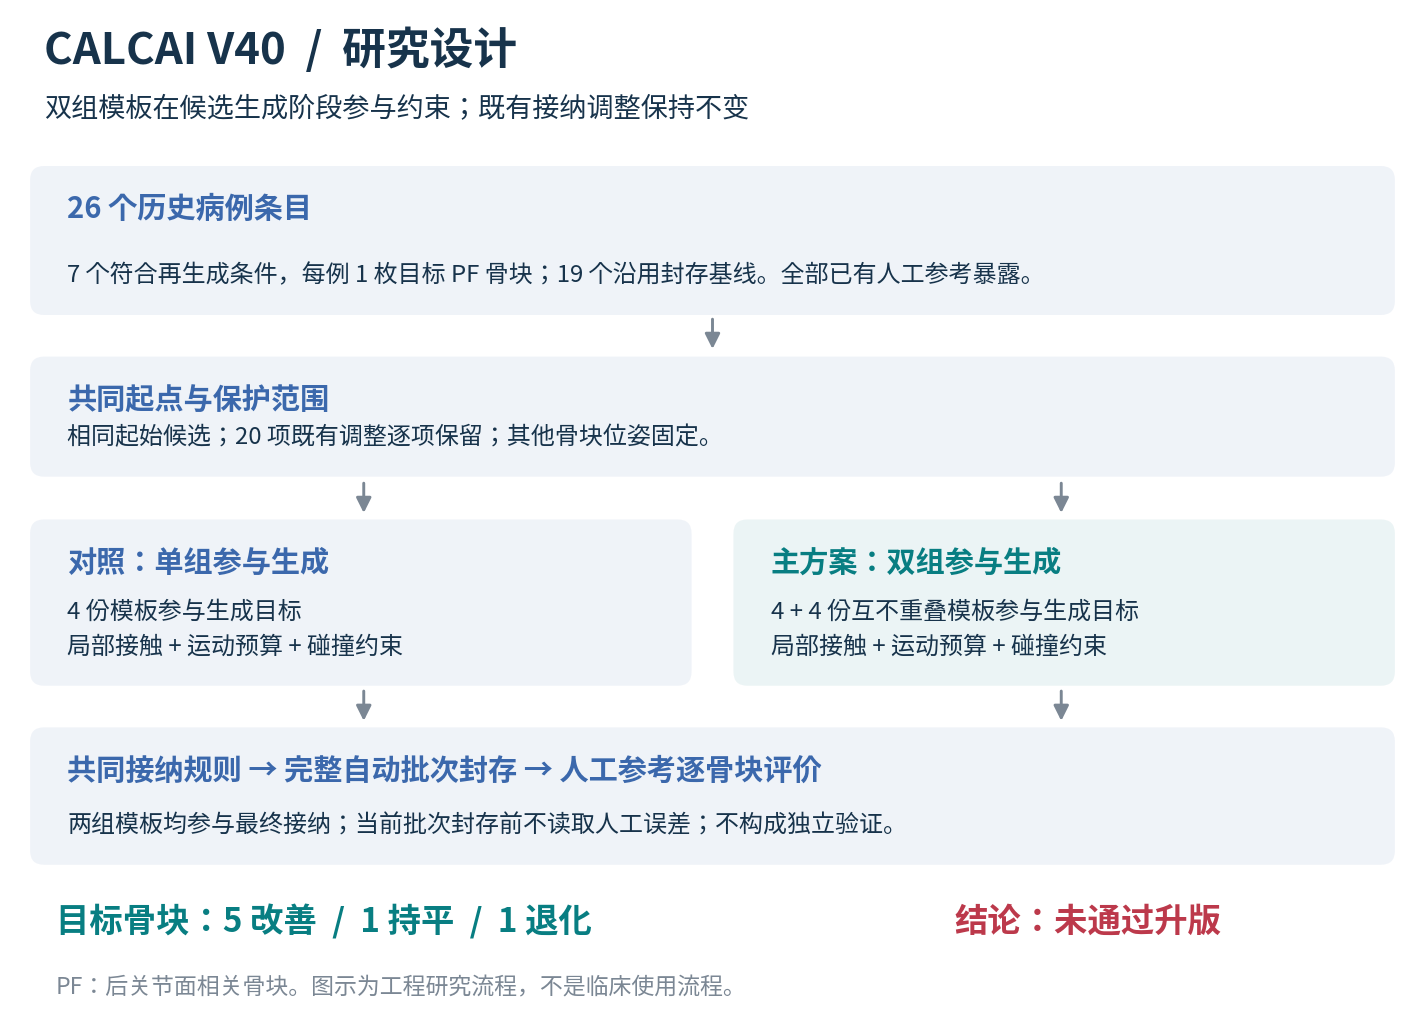 CALCAI V40 / 研究设计
双组模板在候选生成阶段参与约束；既有接纳调整保持不变
26 个历史病例条目
7 个符合再生成条件，每例 1 枚目标 PF 骨块；19 个沿用封存基线。全部已有人工参考暴露。
共同起点与保护范围
相同起始候选；20 项既有调整逐项保留；其他骨块位姿固定。
对照：单组参与生成
4 份模板参与生成目标
局部接触 + 运动预算 + 碰撞约束
主方案：双组参与生成
4 + 4 份互不重叠模板参与生成目标
局部接触 + 运动预算 + 碰撞约束
共同接纳规则 → 完整自动批次封存 → 人工参考逐骨块评价
两组模板均参与最终接纳；当前批次封存前不读取人工误差；不构成独立验证。
目标骨块：5 改善 / 1 持平 / 1 退化
结论：未通过升版
PF：后关节面相关骨块。图示为工程研究流程，不是临床使用流程。